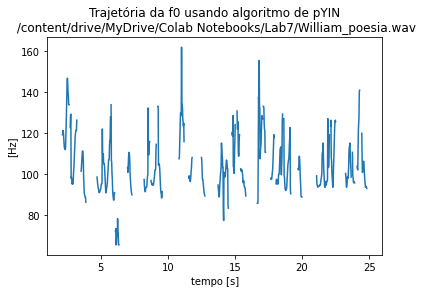 Trajetória da f0 usando algoritmo de pYIN
/content/drive/MyDrive/Colab Notebooks/Lab7/William_poesia.wav
160
140
120
100
80
[Hz]
5 10 15 20 25
tempo [s]